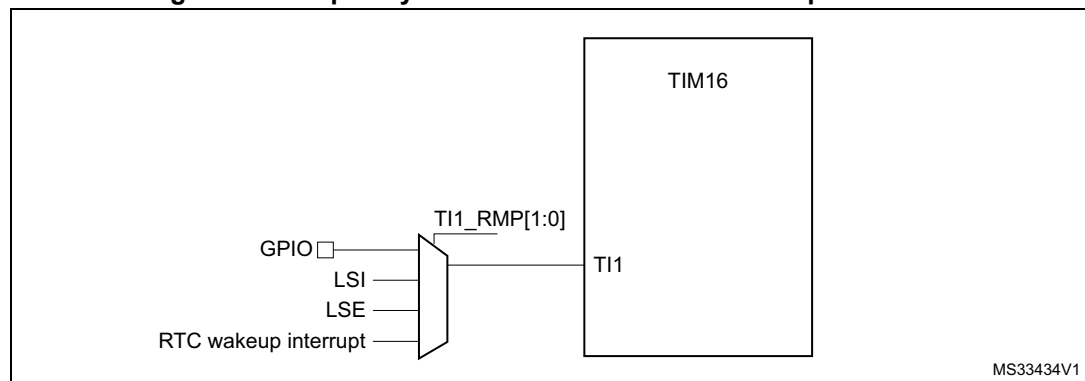 TIM16
TI1_RMP[1:0]
GPIO
TI1
LSI
LSE
RTC wakeup interrupt
MS33434V1